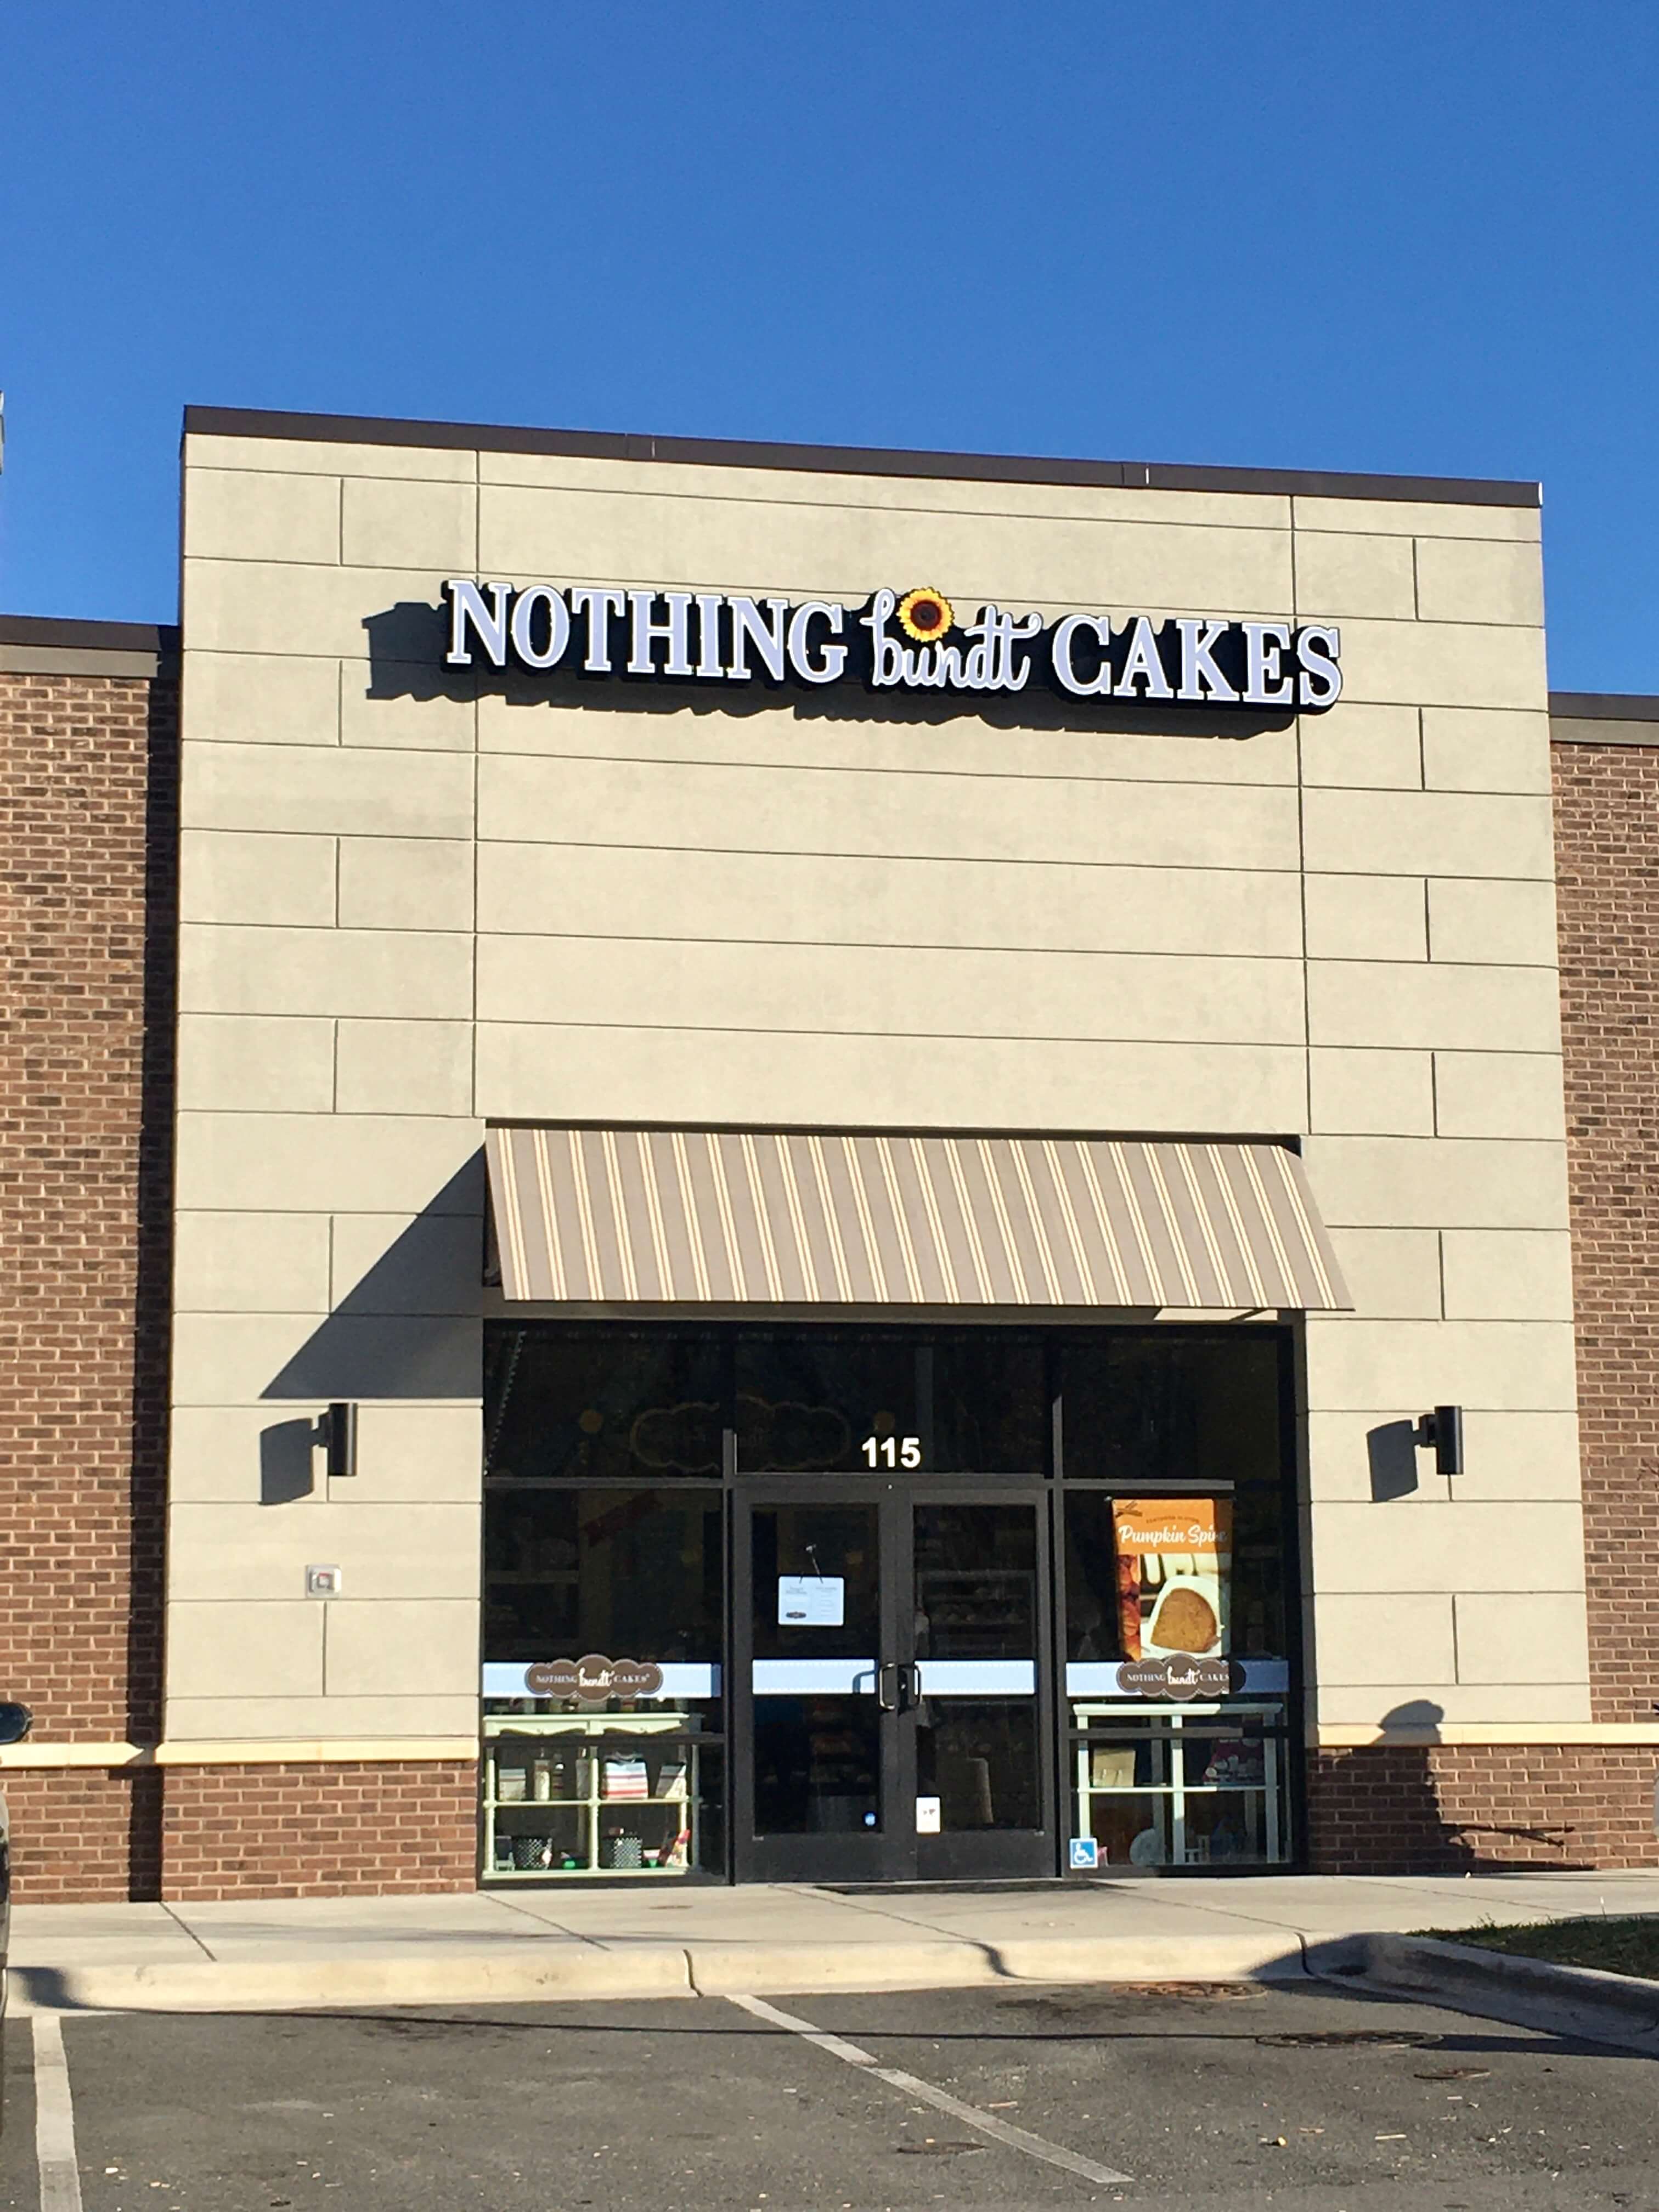 NOTHING bundt CAKES
115
Pumpkin Spice
NOTHING bundt CAKES
NOTHING bundt CAKES